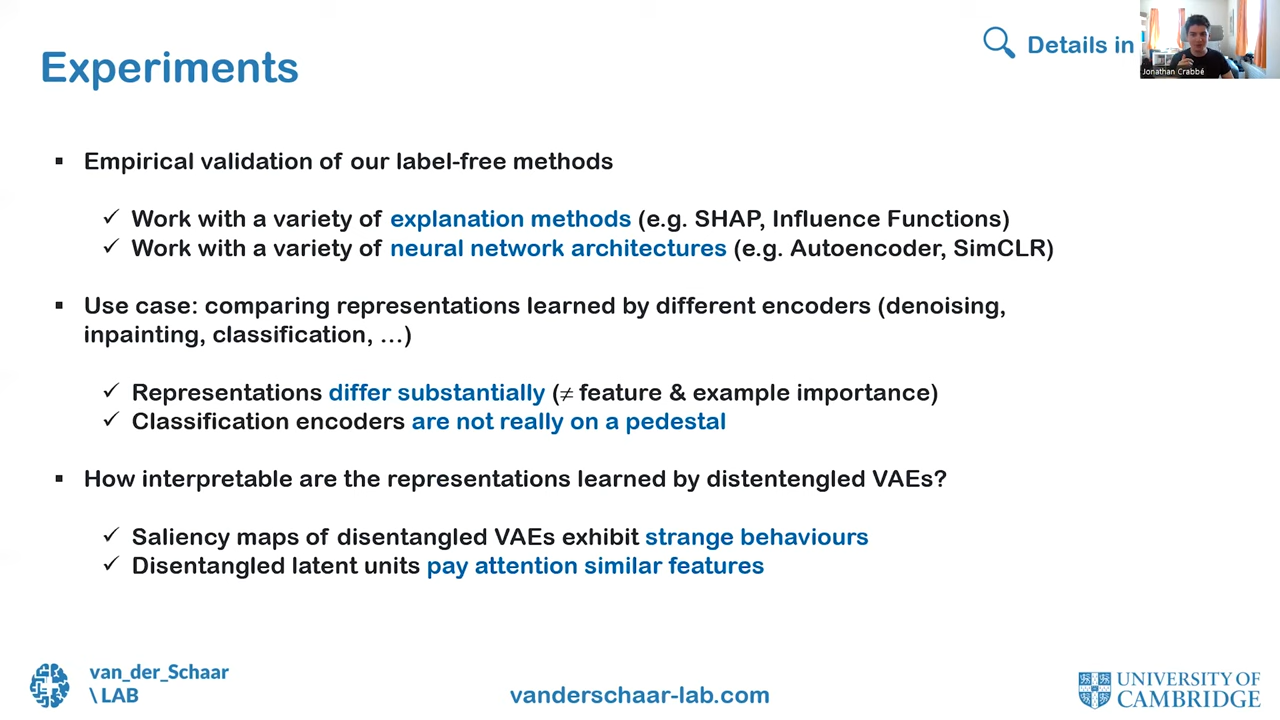 Experiments
Details in
Jonathan Crabbé
▪ Empirical validation of our label-free methods
✓ Work with a variety of explanation methods (e.g. SHAP, Influence Functions)
✓ Work with a variety of neural network architectures (e.g. Autoencoder, SimCLR)
▪ Use case: comparing representations learned by different encoders (denoising,
inpainting, classification, …)
✓ Representations differ substantially (≠ feature & example importance)
✓ Classification encoders are not really on a pedestal
▪ How interpretable are the representations learned by distentengled VAEs?
✓ Saliency maps of disentangled VAEs exhibit strange behaviours
✓ Disentangled latent units pay attention similar features
van_der_Schaar
\ LAB
vanderschaar-lab.com
UNIVERSITY OF
CAMBRIDGE